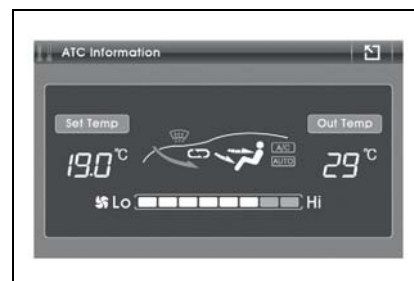 ATC Information
Set Temp
Out Temp
19.0°C
A/C
AUTO
29°C
Lo
Hi